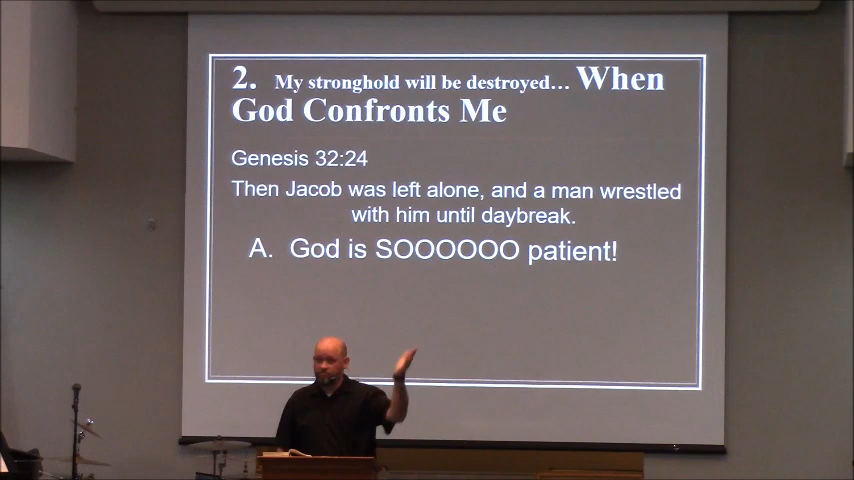 2. My stronghold will be destroyed... When
God Confronts Me
Genesis 32:24
Then Jacob was left alone, and a man wrestled
with him until daybreak.
A. God is SOOOOOO patient!